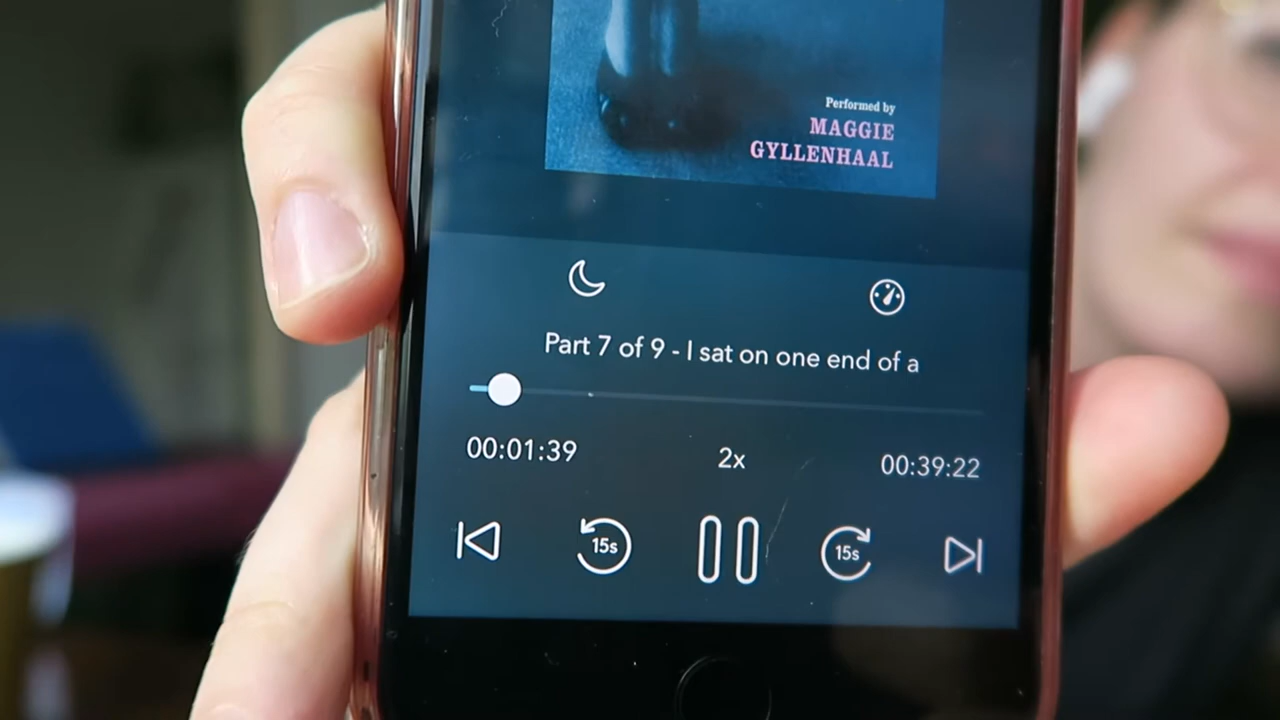 Performed by
MAGGIE
GYLLENHAAL
Part 7 of 9 - I sat on one end of a
00:01:39 2x 00:39:22
15s 15s